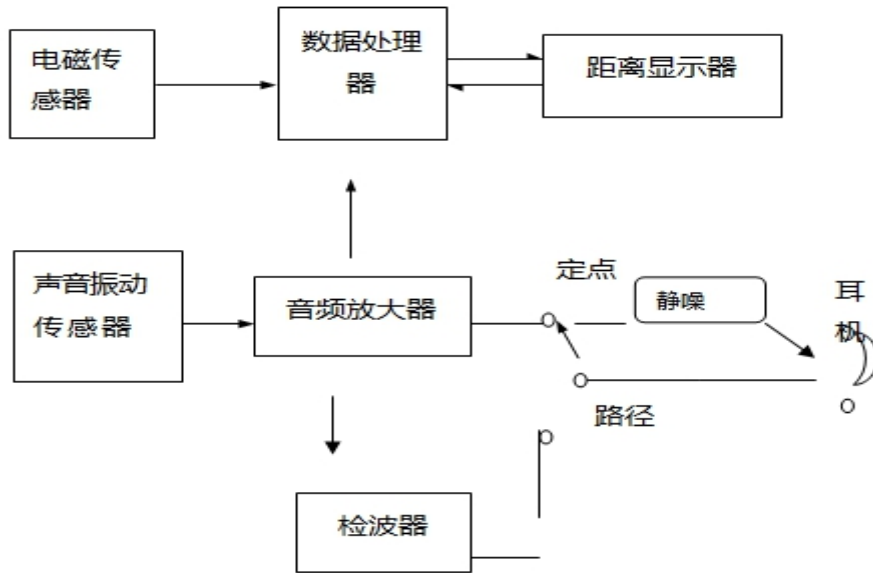 电磁传
感器
数据处理
器
距离显示器
声音振动
传感器
音频放大器
定点
静噪
耳
机
路径
检波器